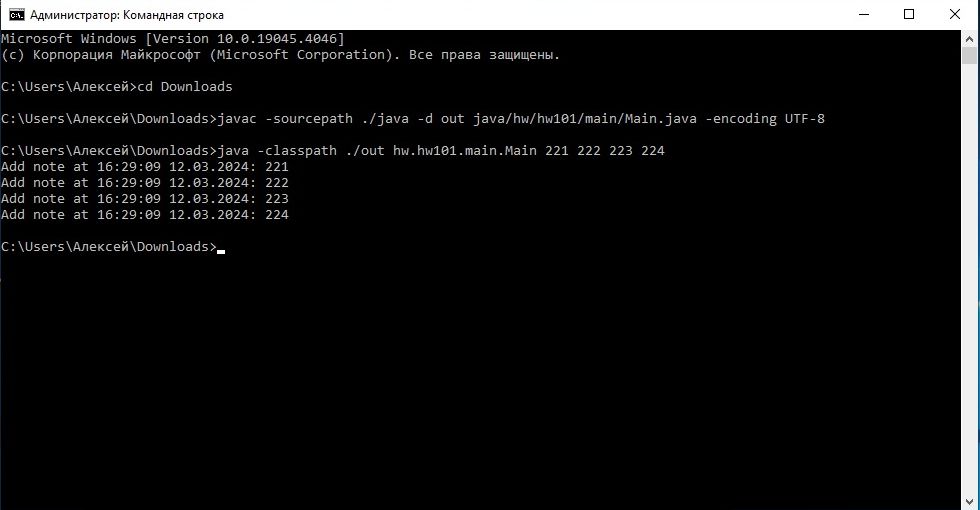 Администратор: Командная строка
Microsoft Windows [Version 10.0.19045.4046]
(c) Корпорация Майкрософт (Microsoft Corporation). Все права защищены.
C:\Users\Алексей>cd Downloads
C:\Users\Алексей\Downloads>javac -sourcepath ./java -d out java/hw/hw101/main/Main.java -encoding UTF-8
C:\Users\Алексей\Downloads>java -classpath ./out hw.hw101.main.Main 221 222 223 224
Add note at 16:29:09 12.03.2024: 221
Add note at 16:29:09 12.03.2024: 222
Add note at 16:29:09 12.03.2024: 223
Add note at 16:29:09 12.03.2024: 224
C:\Users\Алексей\Downloads>